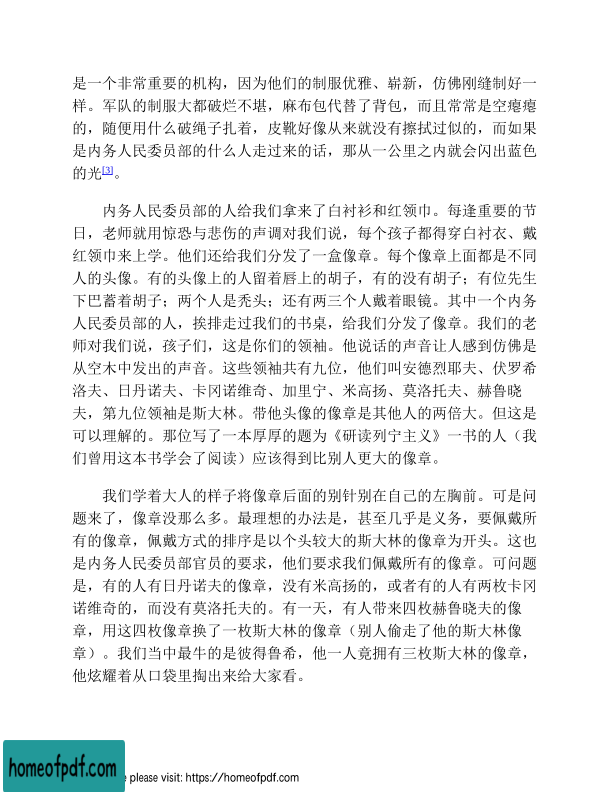 是一个非常重要的机构，因为他们的制服优雅、崭新，仿佛刚缝制好一
样。军队的制服大都破烂不堪，麻布包代替了背包，而且常常是空瘪瘪
的，随便用什么破绳子扎着，皮靴好像从来就没有擦拭过似的，而如果
是内务人民委员部的什么人走过来的话，那从一公里之内就会闪出蓝色
的光[3]。
内务人民委员部的人给我们拿来了白衬衫和红领巾。每逢重要的节
日，老师就用惊恐与悲伤的声调对我们说，每个孩子都得穿白衬衣、戴
红领巾来上学。他们还给我们分发了一盒像章。每个像章上面都是不同
人的头像。有的头像上的人留着唇上的胡子，有的没有胡子；有位先生
下巴蓄着胡子；两个人是秃头；还有两三个人戴着眼镜。其中一个内务
人民委员部的人，挨排走过我们的书桌，给我们分发了像章。我们的老
师对我们说，孩子们，这是你们的领袖。他说话的声音让人感到仿佛是
从空木中发出的声音。这些领袖共有九位，他们叫安德烈耶夫、伏罗希
洛夫、日丹诺夫、卡冈诺维奇、加里宁、米高扬、莫洛托夫、赫鲁晓
夫，第九位领袖是斯大林。带他头像的像章是其他人的两倍大。但这是
可以理解的。那位写了一本厚厚的题为《研读列宁主义》一书的人（我
们曾用这本书学会了阅读）应该得到比别人更大的像章。
我们学着大人的样子将像章后面的别针别在自己的左胸前。可是问
题来了，像章没那么多。最理想的办法是，甚至几乎是义务，要佩戴所
有的像章，佩戴方式的排序是以个头较大的斯大林的像章为开头。这也
是内务人民委员部官员的要求，他们要求我们佩戴所有的像章。可问题
是，有的人有日丹诺夫的像章，没有米高扬的，或者有的人有两枚卡冈
诺维奇的，而没有莫洛托夫的。有一天，有人带来四枚赫鲁晓夫的像
章，用这四枚像章换了一枚斯大林的像章（别人偷走了他的斯大林像
章）。我们当中最牛的是彼得鲁希，他一人竟拥有三枚斯大林的像章，
他炫耀着从口袋里掏出来给大家看。
homeofpdf.com
e please visit: https://homeofpdf.com